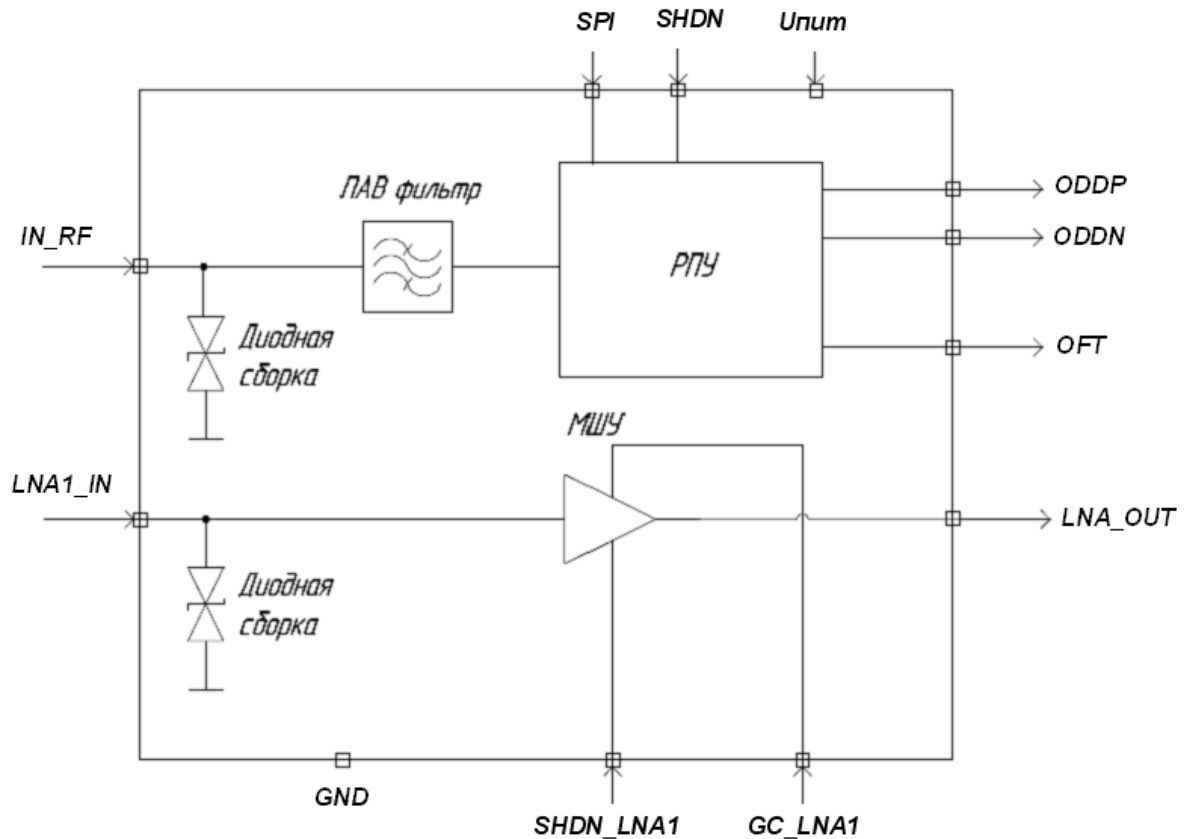 SPI
SHDN
Uпит
ПАВ фильтр
IN_RF
РПУ
ODDP
ODDN
OFT
Диодная
сборка
МШУ
LNA1_IN
LNA_OUT
Диодная
сборка
GND
SHDN_LNA1
GC_LNA1